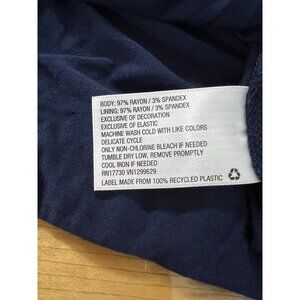 BODY: 97% RAYON / 3% SPANDEX
LINING: 97% RAYON / 3% SPANDEX
EXCLUSIVE OF DECORATION
EXCLUSIVE OF ELASTIC
MACHINE WASH COLD WITH LIKE COLORS
DELICATE CYCLE
ONLY NON-CHLORINE BLEACH IF NEEDED
TUMBLE DRY LOW, REMOVE PROMPTLY
COOL IRON IF NEEDED
RN17730 VN1299629
LABEL MADE FROM 100% RECYCLED PLASTIC